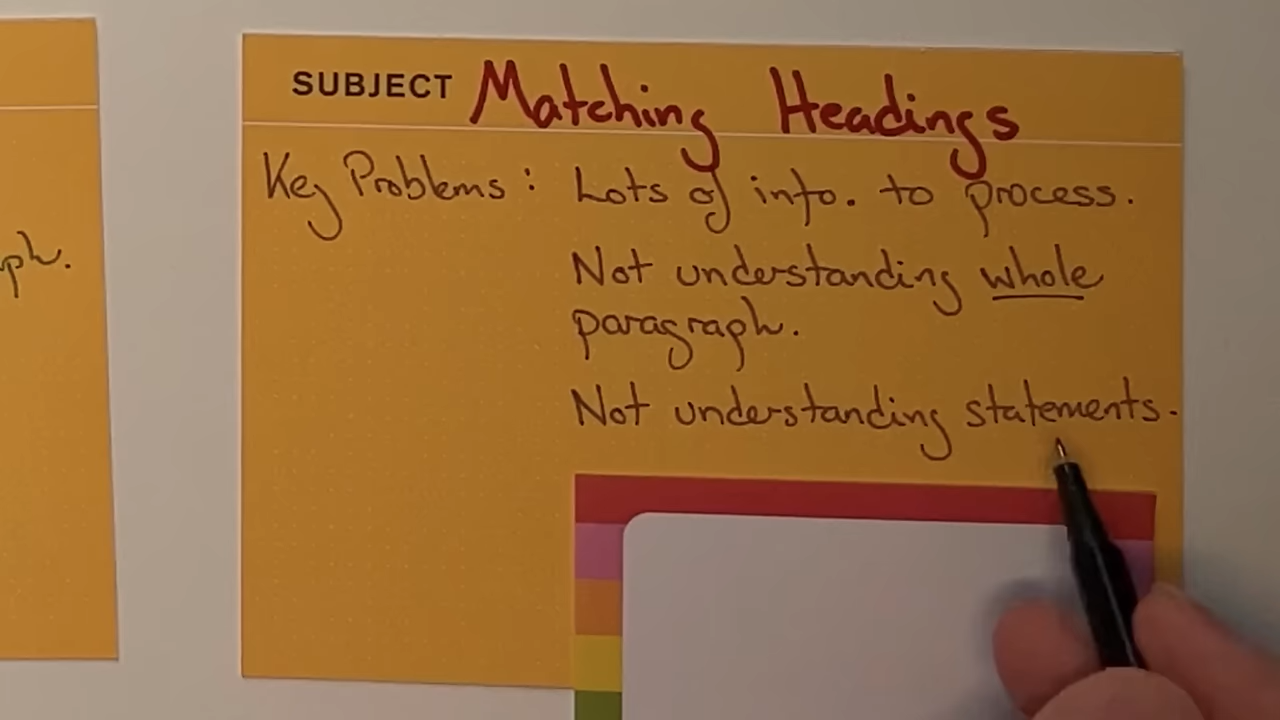 SUBJECT Matching Headings
Key Problems : Lots of info. to process.
Not understanding whole
paragraph.
Not understanding statements.